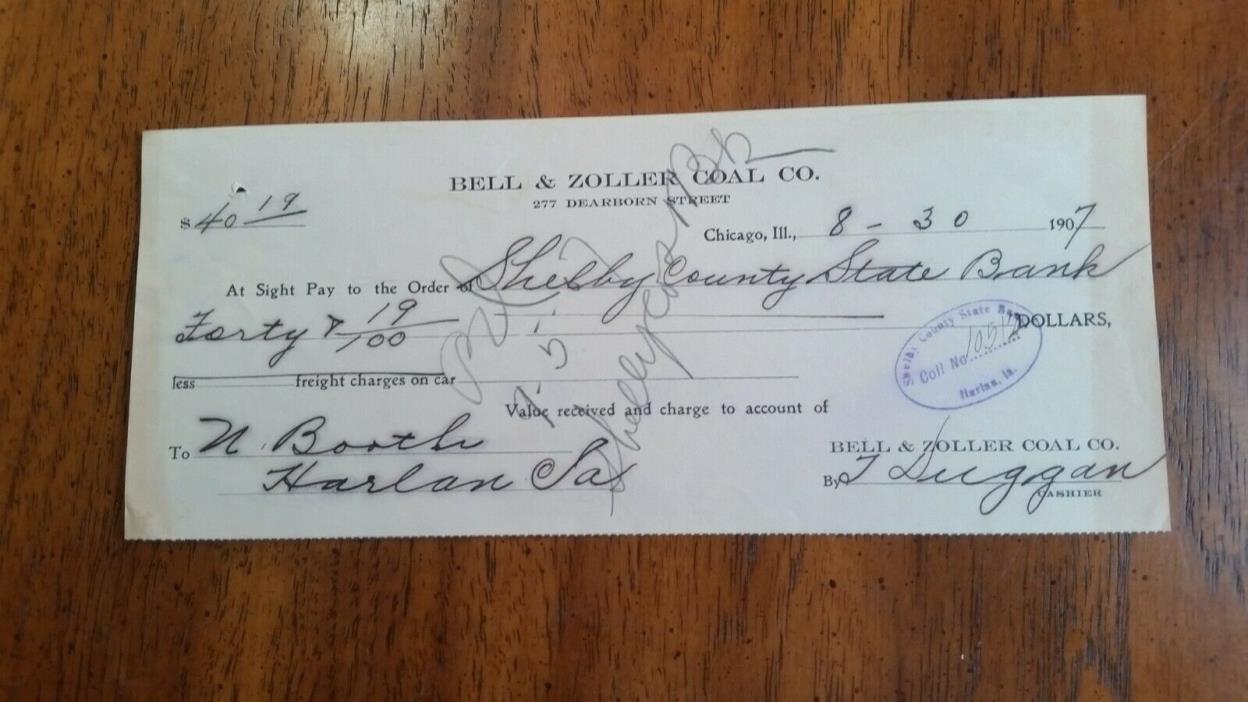 BELL & ZOLLER COAL CO.
277 DEARBORN STREET
$40 19
Chicago, Ill., 8 - 30 1907
At Sight Pay to the Order of Shelby County State Bank
Forty & 19/100 DOLLARS,
less freight charges on car
Value received and charge to account of
To N. Booth
Harlan Ia
BELL & ZOLLER COAL CO.
By J Duggan
CASHIER
Shelby County State Ban
Coll No
Harlan, Ia.